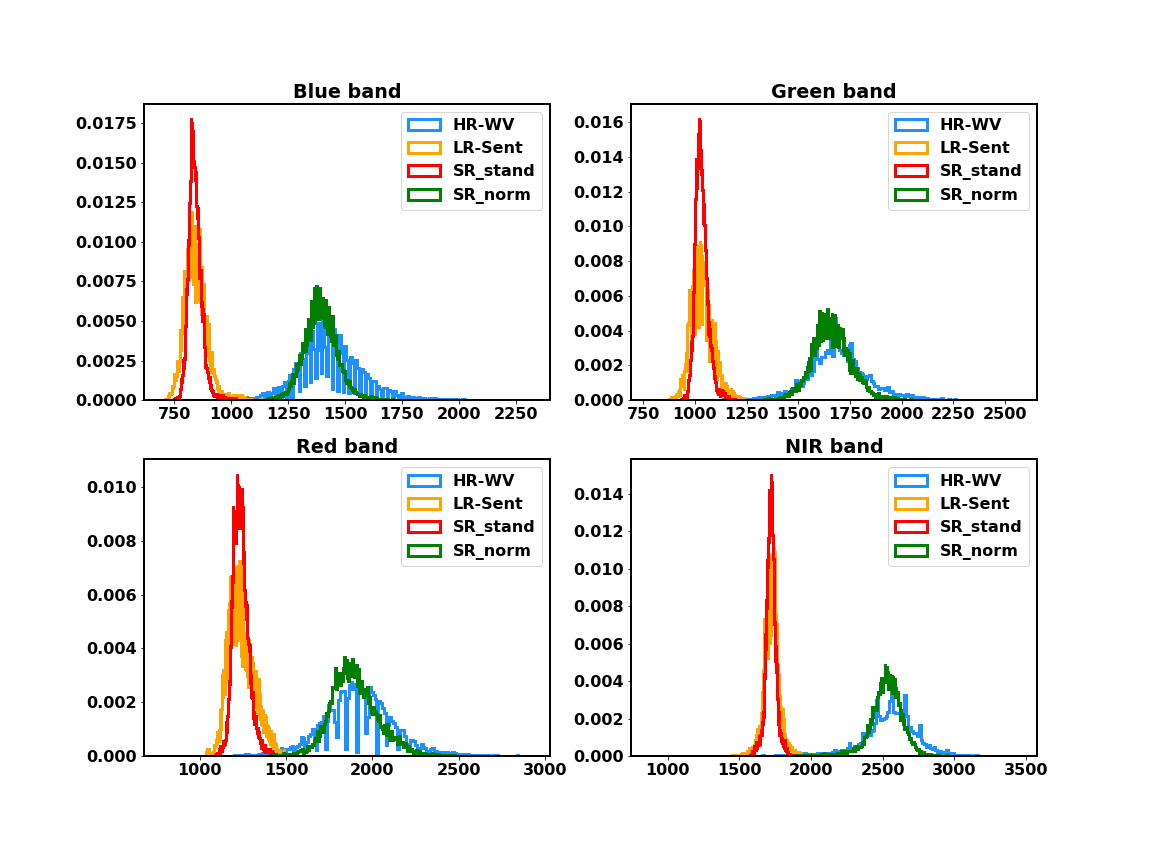 Blue band
0.0175
0.0150
0.0125
0.0100
0.0075
0.0050
0.0025
0.0000
750 1000 1250 1500 1750 2000 2250
HR-WV
LR-Sent
SR_stand
SR_norm
Green band
0.016
0.014
0.012
0.010
0.008
0.006
0.004
0.002
0.000
750 1000 1250 1500 1750 2000 2250 2500
HR-WV
LR-Sent
SR_stand
SR_norm
Red band
0.010
0.008
0.006
0.004
0.002
0.000
1000 1500 2000 2500 3000
HR-WV
LR-Sent
SR_stand
SR_norm
NIR band
0.014
0.012
0.010
0.008
0.006
0.004
0.002
0.000
1000 1500 2000 2500 3000 3500
HR-WV
LR-Sent
SR_stand
SR_norm